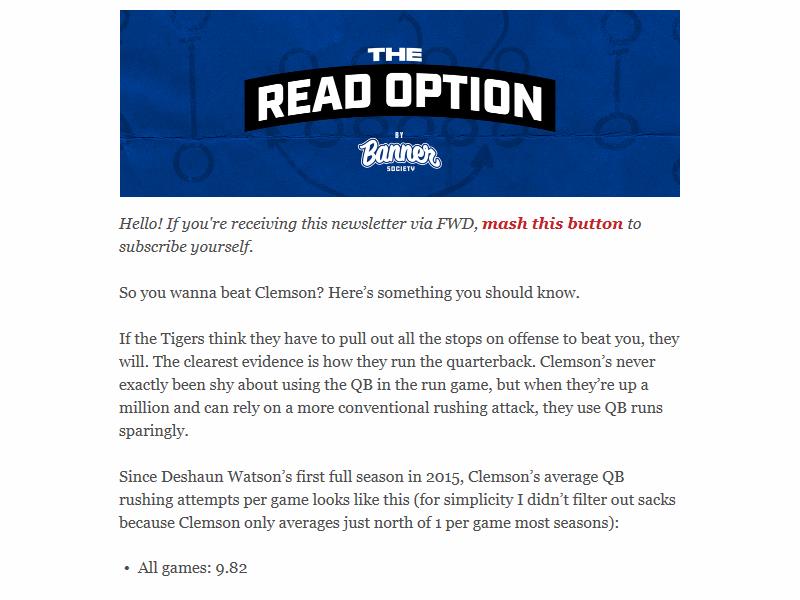 THE
READ OPTION
BY
Banner
SOCIETY
Hello! If you're receiving this newsletter via FWD, mash this button to
subscribe yourself.
So you wanna beat Clemson? Here’s something you should know.
If the Tigers think they have to pull out all the stops on offense to beat you, they
will. The clearest evidence is how they run the quarterback. Clemson’s never
exactly been shy about using the QB in the run game, but when they’re up a
million and can rely on a more conventional rushing attack, they use QB runs
sparingly.
Since Deshaun Watson’s first full season in 2015, Clemson’s average QB
rushing attempts per game looks like this (for simplicity I didn’t filter out sacks
because Clemson only averages just north of 1 per game most seasons):
• All games: 9.82